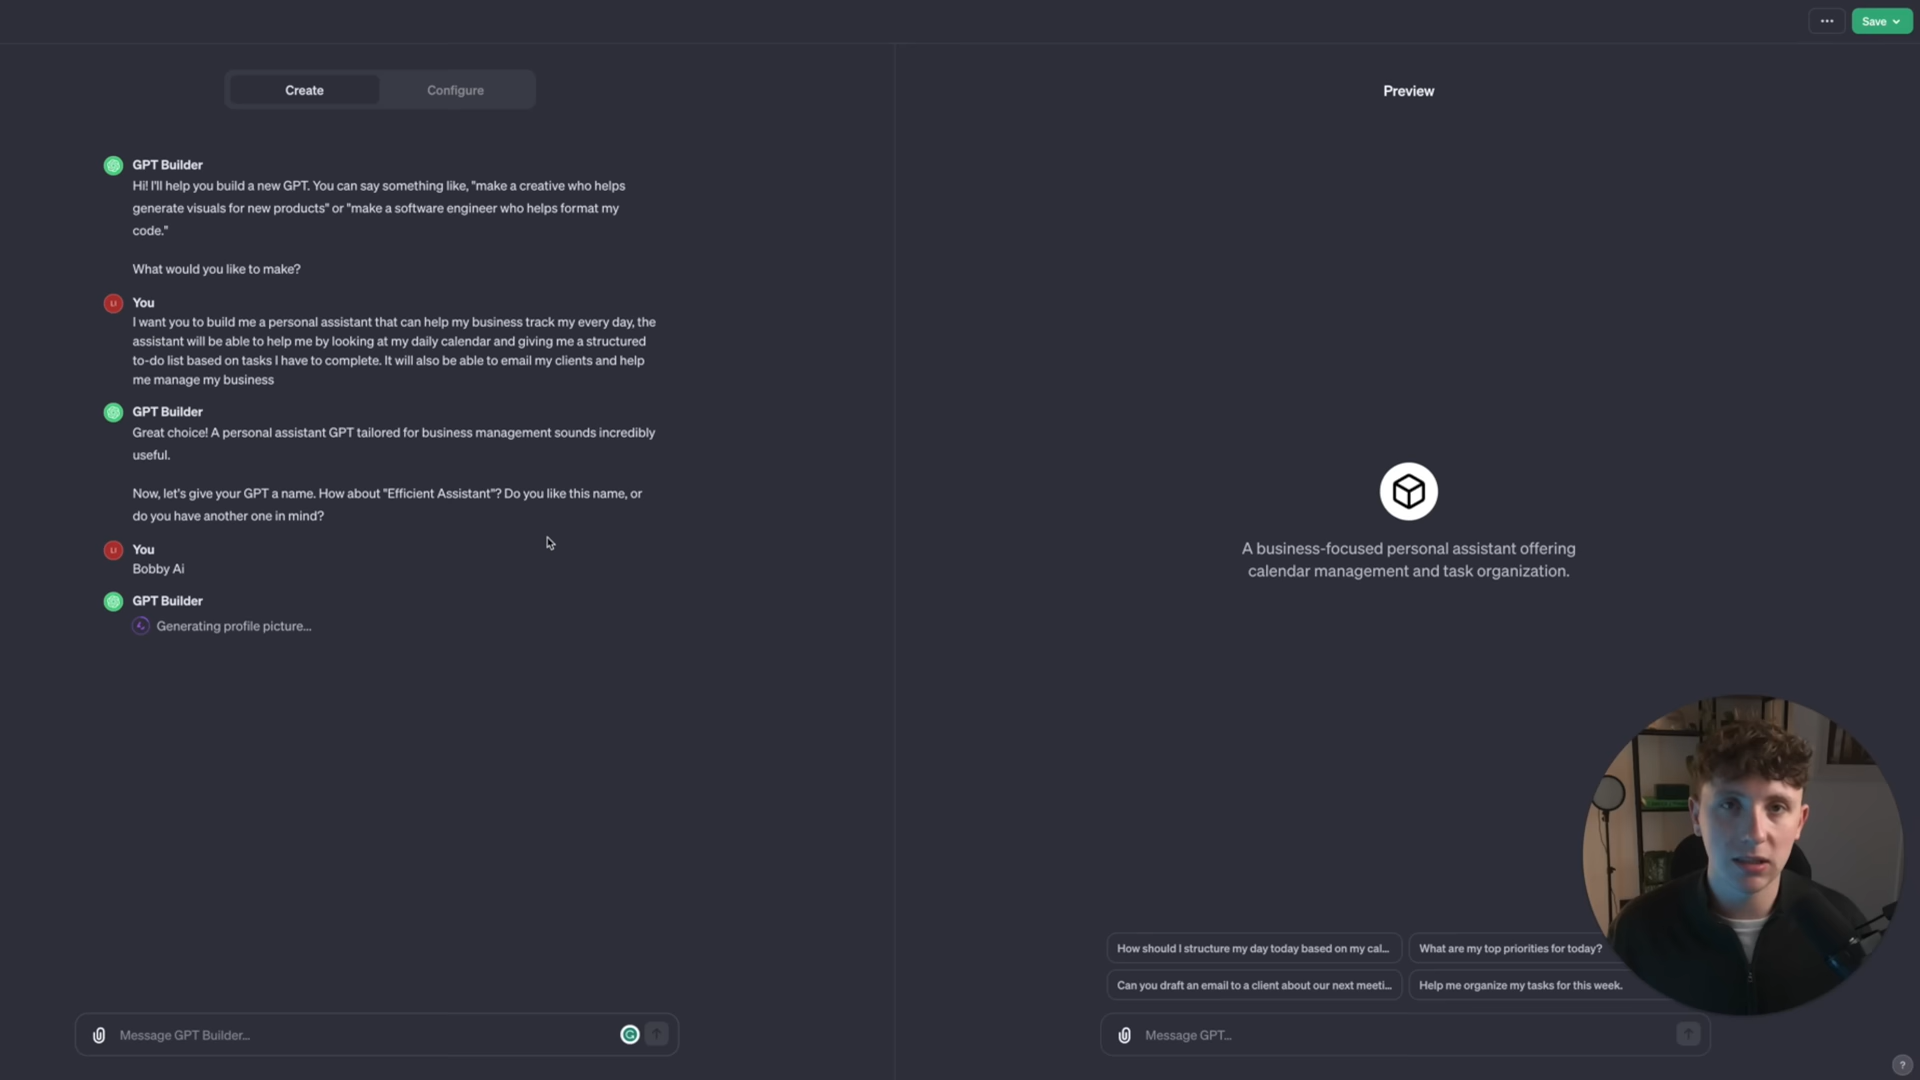 Save
Create
Configure
Preview
GPT Builder
Hi! I'll help you build a new GPT. You can say something like, "make a creative who helps
generate visuals for new products" or "make a software engineer who helps format my
code."
What would you like to make?
You
I want you to build me a personal assistant that can help my business track my every day, the
assistant will be able to help me by looking at my daily calendar and giving me a structured
to-do list based on tasks I have to complete. It will also be able to email my clients and help
me manage my business
GPT Builder
Great choice! A personal assistant GPT tailored for business management sounds incredibly
useful.
Now, let's give your GPT a name. How about "Efficient Assistant"? Do you like this name, or
do you have another one in mind?
You
Bobby Ai
GPT Builder
Generating profile picture...
Message GPT Builder...
A business-focused personal assistant offering
calendar management and task organization.
How should I structure my day today based on my cal...
What are my top priorities for today?
Can you draft an email to a client about our next meeti...
Help me organize my tasks for this week.
Message GPT...
?